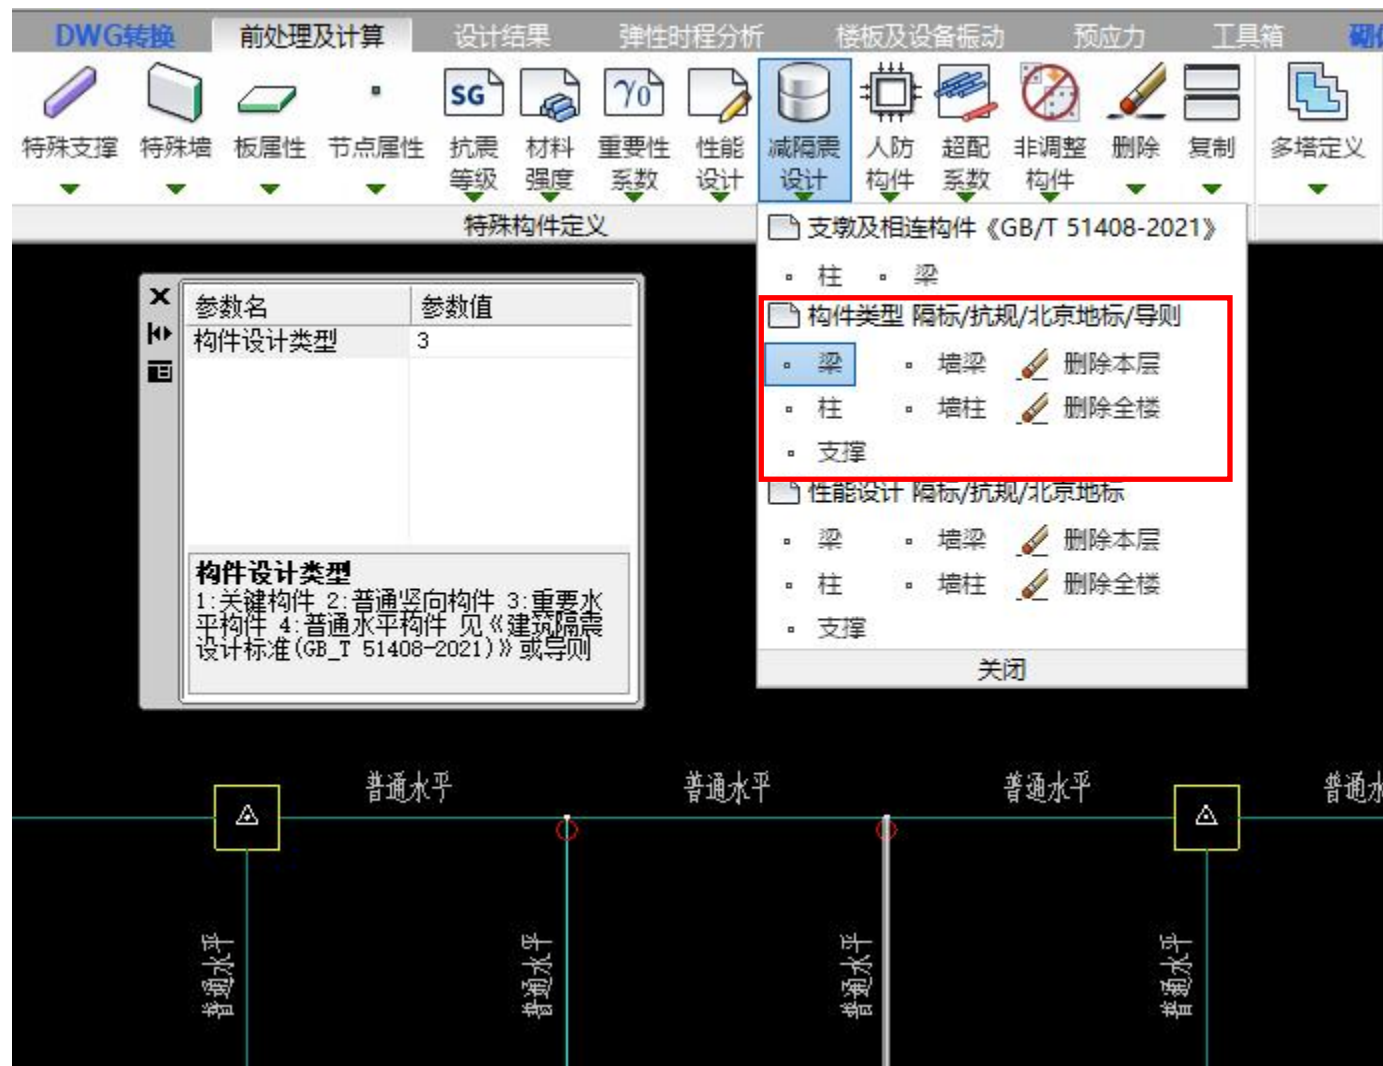 DWG转换 前处理及计算 设计结果 弹性时程分析 楼板及设备振动 预应力 工具箱
SG γ0
特殊支撑 特殊墙 板属性 节点属性 抗震等级 材料强度 重要性系数 性能设计 减隔震设计 人防构件 超配系数 非调整构件 删除 复制 多塔定义
特殊构件定义
支墩及相连构件《GB/T 51408-2021》
柱 梁
构件类型 隔标/抗规/北京地标/导则
梁 墙梁 删除本层
柱 墙柱 删除全楼
支撑
性能设计 隔标/抗规/北京地标
梁 墙梁 删除本层
柱 墙柱 删除全楼
支撑
关闭
参数名 参数值
构件设计类型 3
构件设计类型
1:关键构件 2:普通竖向构件 3:重要水
平构件 4:普通水平构件 见《建筑隔震
设计标准(GB_T 51408-2021)》或导则
普通水平 普通水平 普通水平 普通水
普通水平 普通水平 普通水平 普通水平